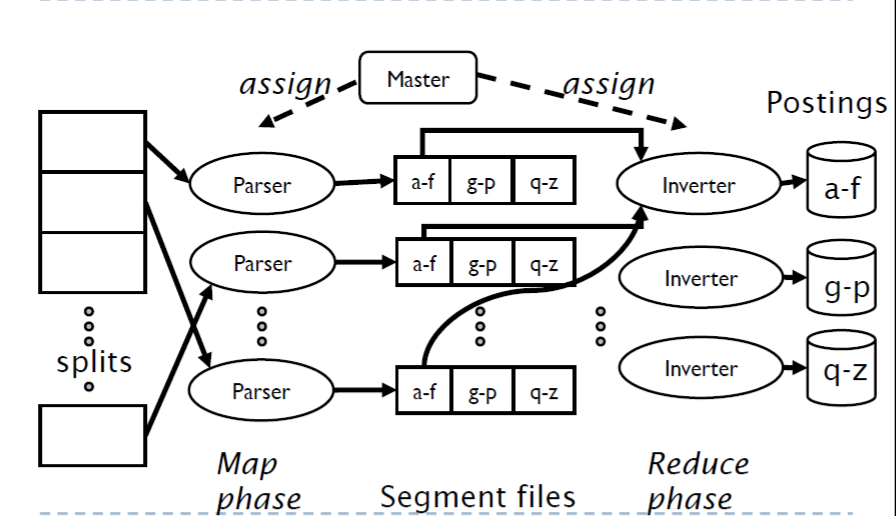 Master
assign
assign
Postings
Parser
a-f g-p q-z
Inverter
a-f
Parser
a-f g-p q-z
Inverter
g-p
splits
Parser
a-f g-p q-z
Inverter
q-z
Map
phase
Segment files
Reduce
phase